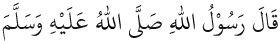 قَالَ رَسُوْلُ اللهِ صَلَّى اللهُ عَلَيْهِ وَسَلَّمَ